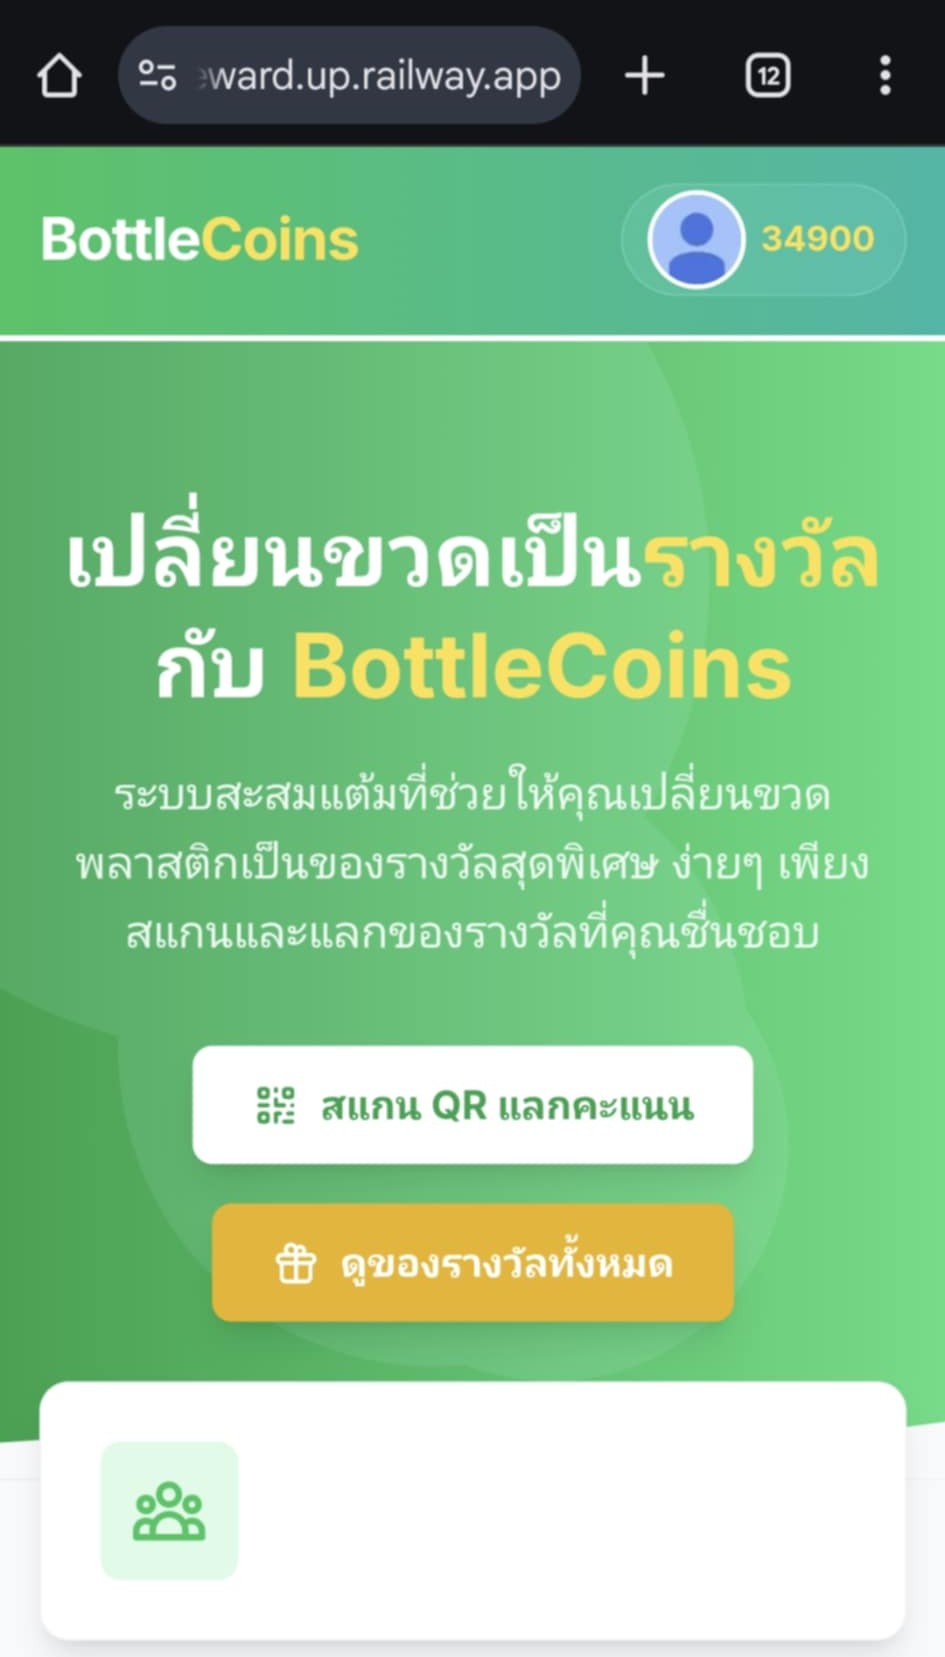 ward.up.railway.app
12
BottleCoins
34900
เปลี่ยนขวดเป็นรางวัล
กับ BottleCoins
ระบบสะสมแต้มที่ช่วยให้คุณเปลี่ยนขวด
พลาสติกเป็นของรางวัลสุดพิเศษ ง่ายๆ เพียง
สแกนและแลกของรางวัลที่คุณชื่นชอบ
สแกน QR แลกคะแนน
ดูของรางวัลทั้งหมด